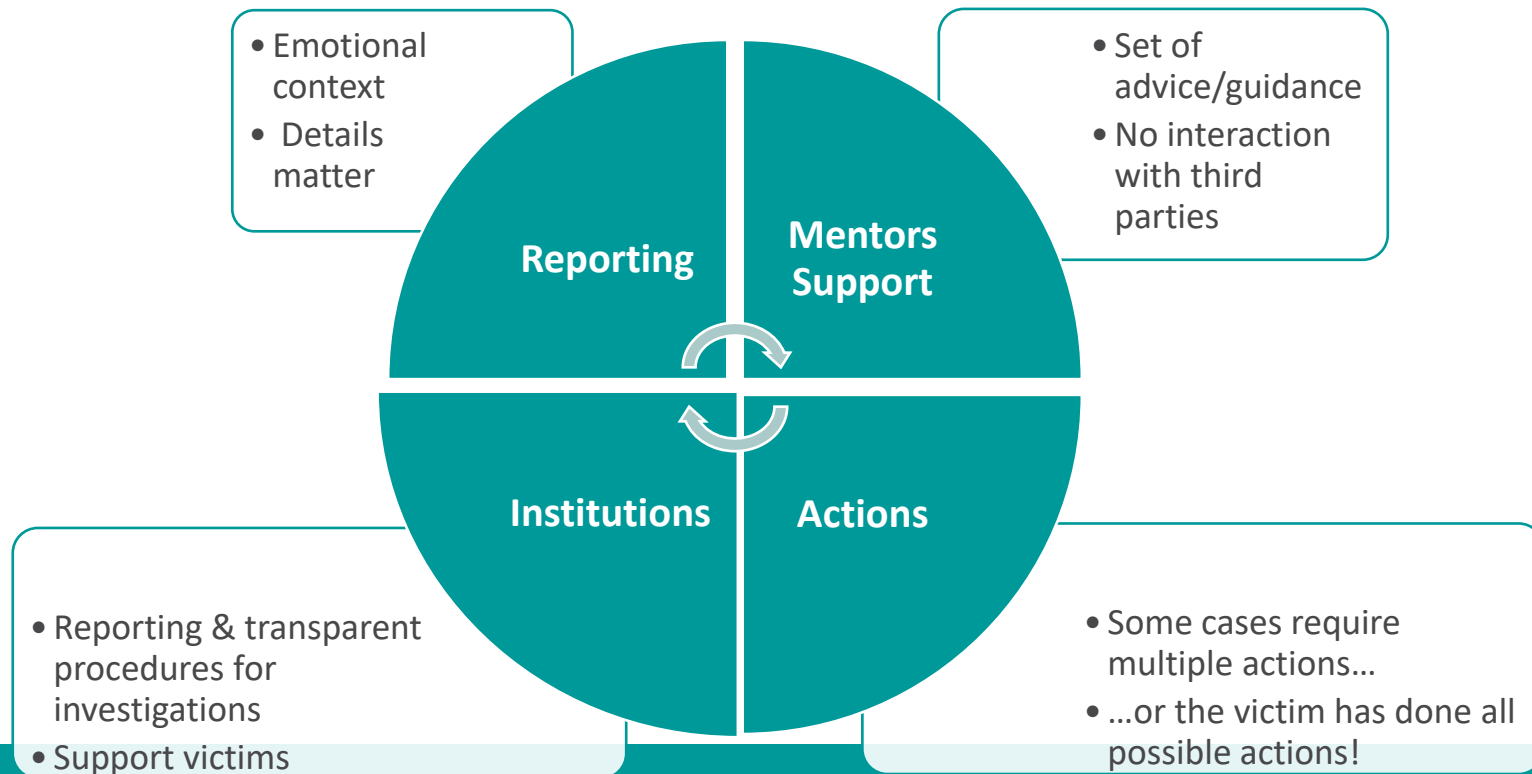 • Emotional
context
• Details
matter
• Set of
advice/guidance
• No interaction
with third
parties
Reporting
Mentors
Support
Institutions
Actions
• Reporting & transparent
procedures for
investigations
• Support victims
• Some cases require
multiple actions…
• …or the victim has done all
possible actions!